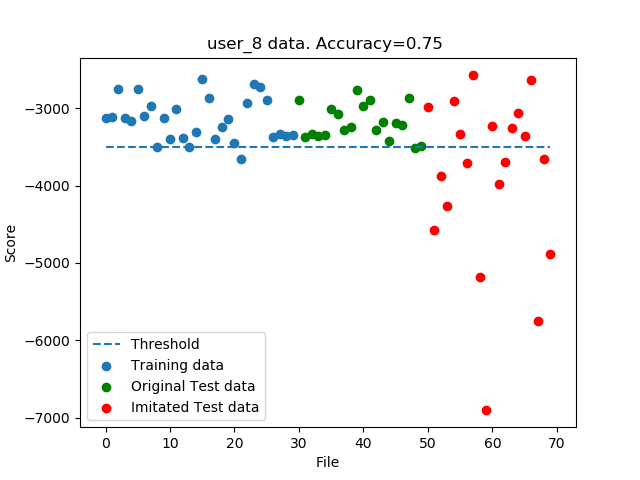 user_8 data. Accuracy=0.75
Score
−3000
−4000
−5000
−6000
−7000
Threshold
Training data
Original Test data
Imitated Test data
0 10 20 30 40 50 60 70
File